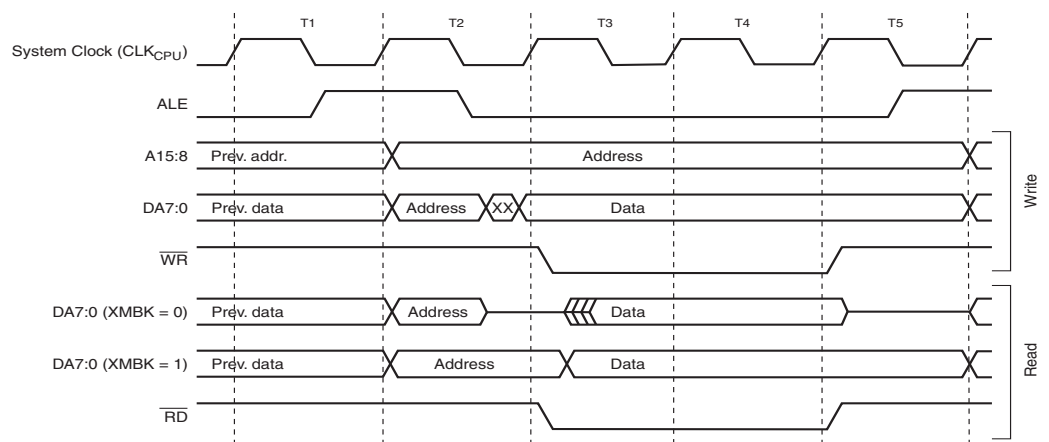 T1 T2 T3 T4 T5
System Clock (CLKCPU)
ALE
A15:8 Prev. addr. Address
DA7:0 Prev. data Address XX Data
WR
Write
DA7:0 (XMBK = 0) Prev. data Address Data
DA7:0 (XMBK = 1) Prev. data Address Data
RD
Read